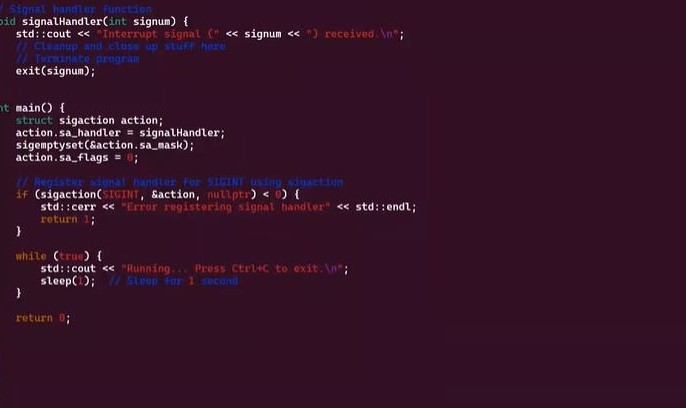 / Signal handler function
oid signalHandler(int signum) {
    std::cout << "Interrupt signal (" << signum << ") received.\n";
    // Cleanup and close up stuff here
    // Terminate program
    exit(signum);

nt main() {
    struct sigaction action;
    action.sa_handler = signalHandler;
    sigemptyset(&action.sa_mask);
    action.sa_flags = 0;

    // Register signal handler for SIGINT using sigaction
    if (sigaction(SIGINT, &action, nullptr) < 0) {
        std::cerr << "Error registering signal handler" << std::endl;
        return 1;
    }

    while (true) {
        std::cout << "Running... Press Ctrl+C to exit.\n";
        sleep(1);  // Sleep for 1 second
    }

    return 0;